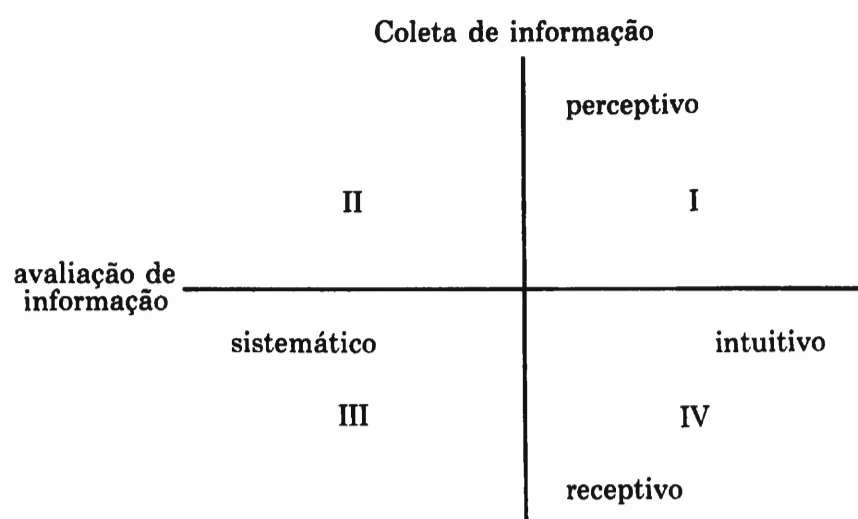 Coleta de informação
perceptivo
II
I
avaliação de
informação
sistemático
intuitivo
III
IV
receptivo